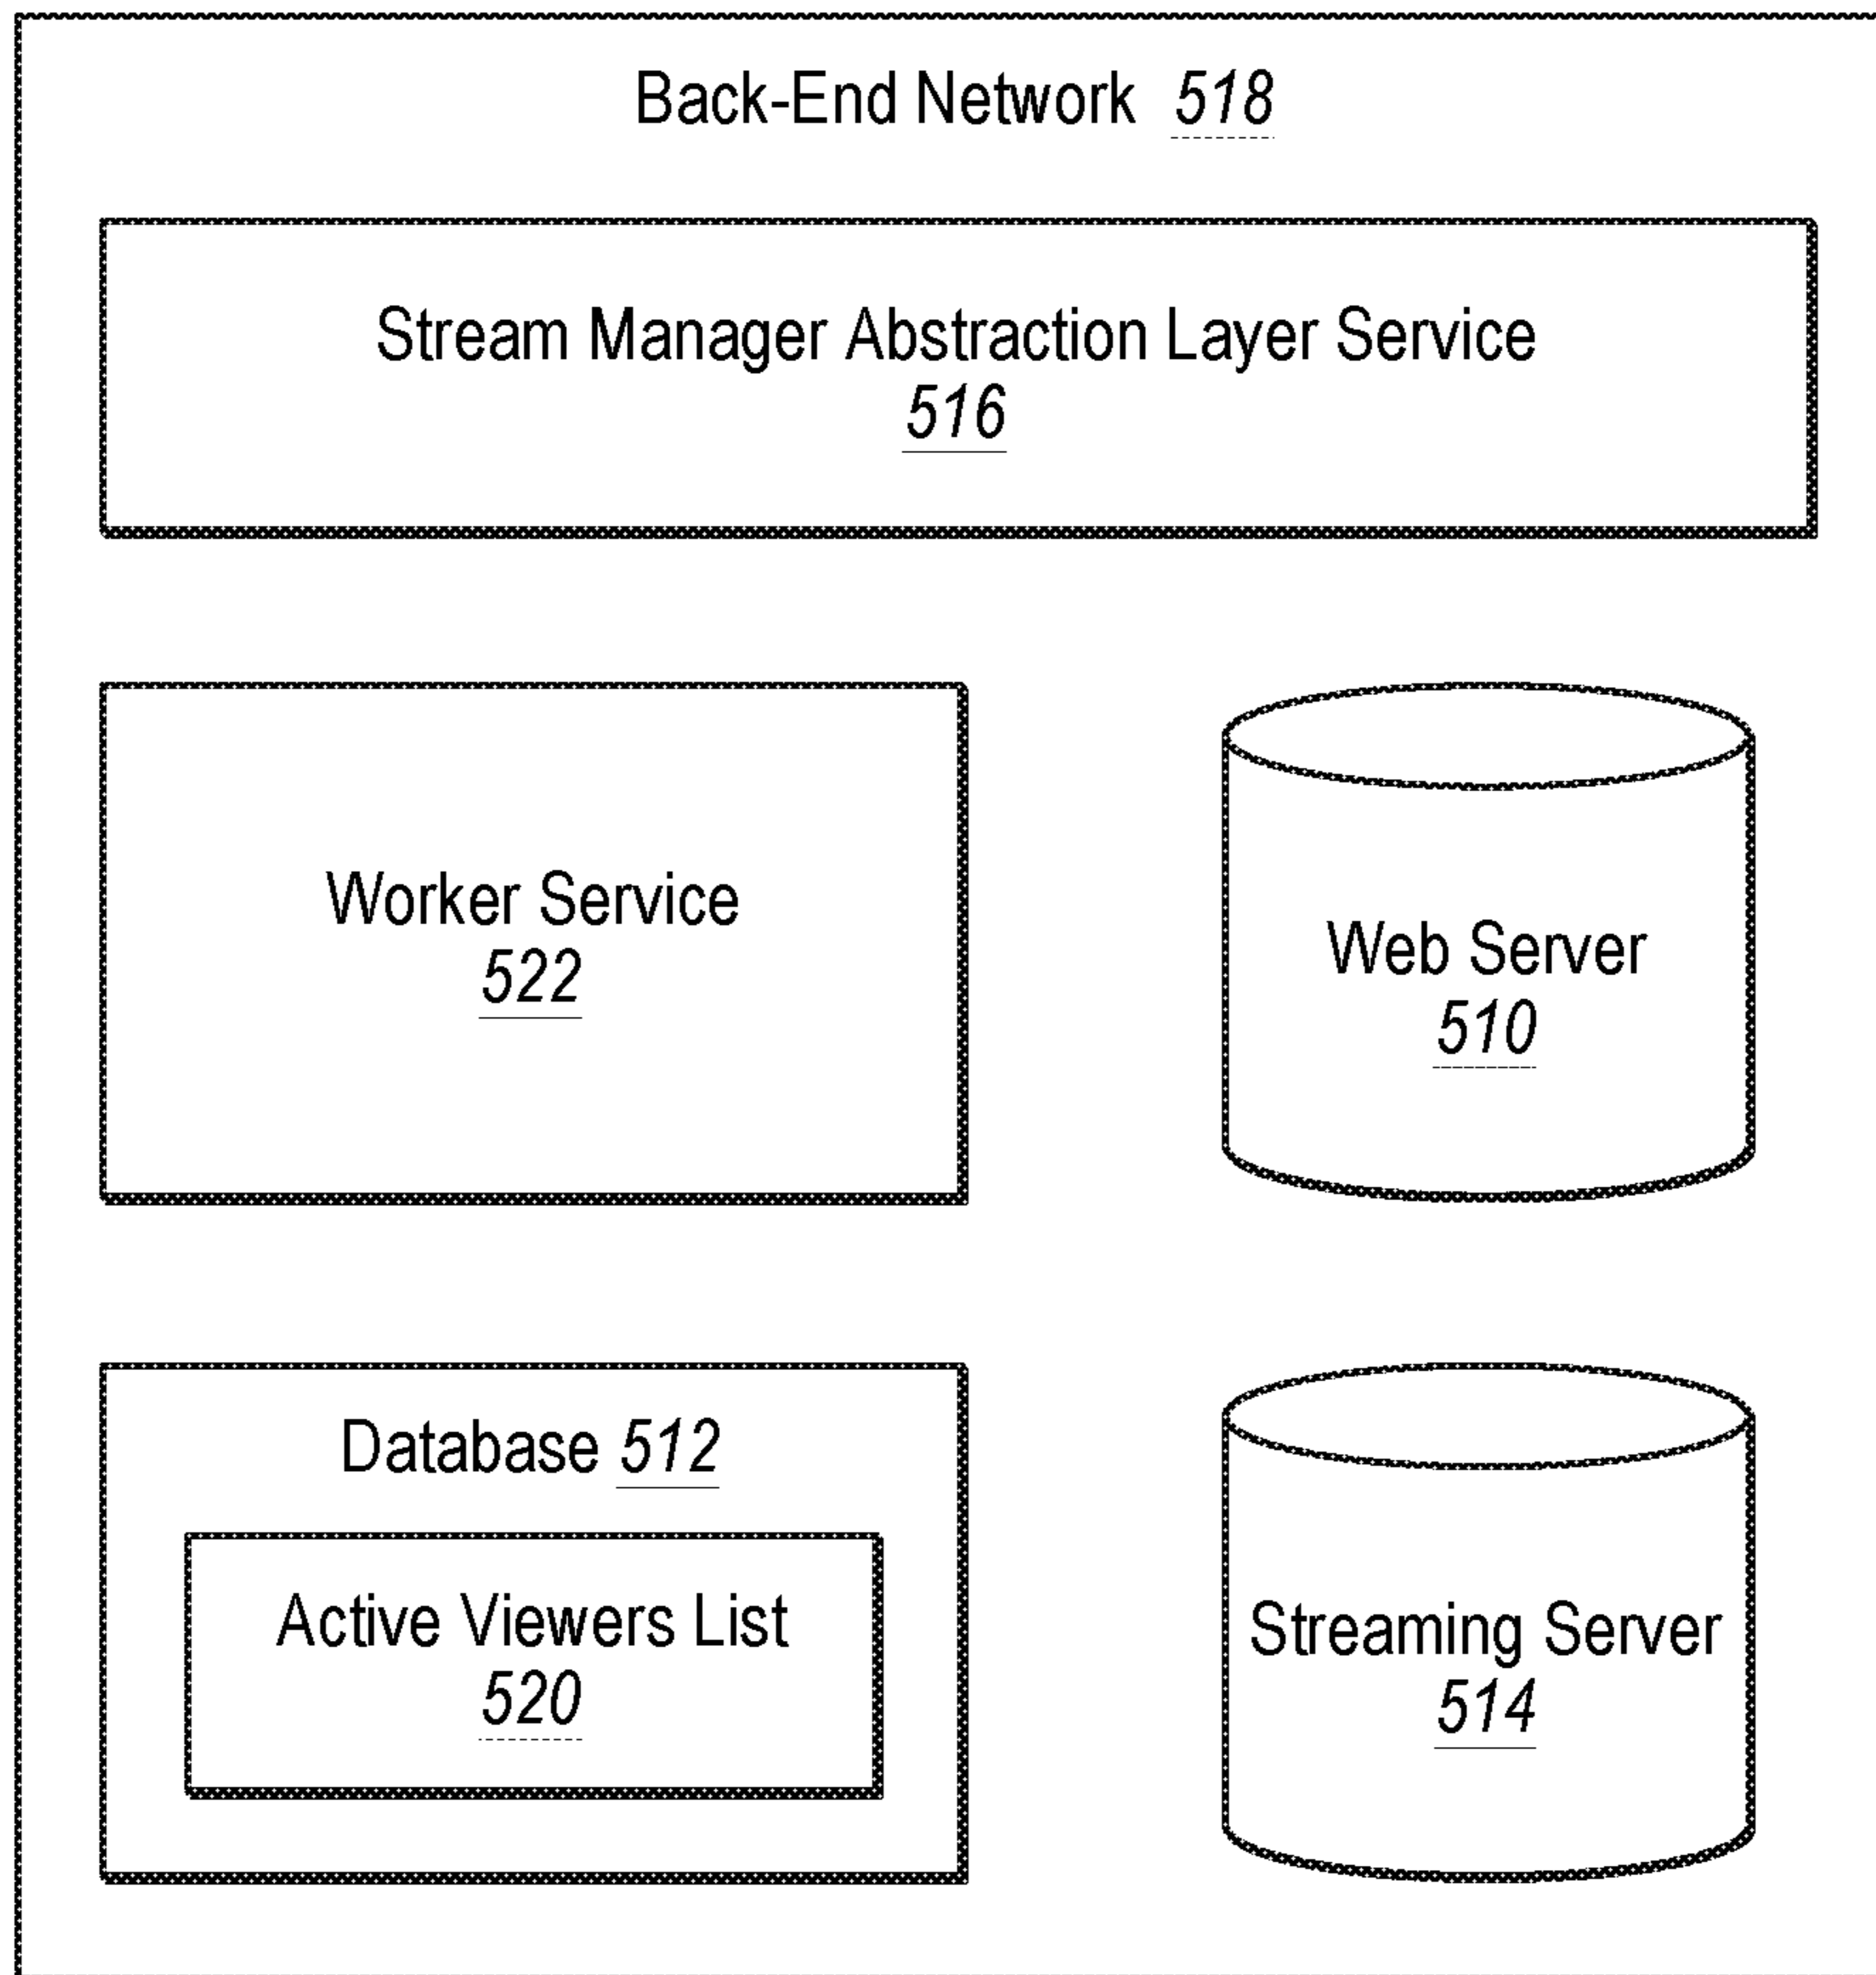 Back-End Network 518
Stream Manager Abstraction Layer Service
516
Worker Service
522
Web Server
510
Database 512
Active Viewers List
520
Streaming Server
514